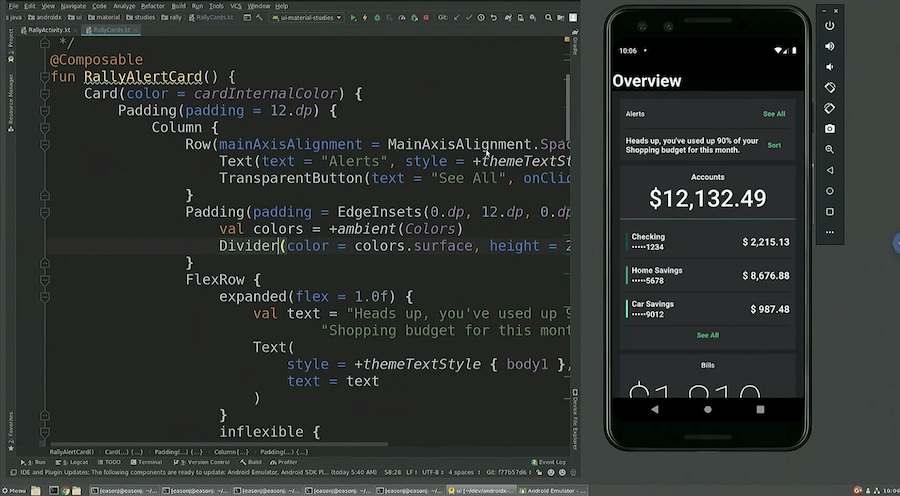 File Edit View Navigate Code Analyze Refactor Build Run Tools VCS Window Help
java androidx ui material studies rally RallyCards.kt ui-material-studies Git:
RallyActivity.kt RallyCards.kt
1: Project
Resource Manager
2: Favorites
Gradle
Device File Explorer
*/
@Composable
fun RallyAlertCard() {
Card(color = cardInternalColor) {
Padding(padding = 12.dp) {
Column {
Row(mainAxisAlignment = MainAxisAlignment.Spac
Text(text = "Alerts", style = +themeTextSt
TransparentButton(text = "See All", onClic
}
Padding(padding = EdgeInsets(0.dp, 12.dp, 0.dp
val colors = +ambient(Colors)
Divider(color = colors.surface, height = 2
}
FlexRow {
expanded(flex = 1.0f) {
val text = "Heads up, you've used up 9
"Shopping budget for this mont
Text(
style = +themeTextStyle { body1 },
text = text
)
}
inflexible {
RallyAlertCard() Card(...) {...} Padding(...) {...} Column {...} Padding(...) {...}
4: Run 6: Logcat TODO Terminal 9: Version Control Build Profiler Event Log
IDE and Plugin Updates: The following components are ready to update: Android Emulator, Android SDK Pl... (today 5:40 AM) 58:28 LF UTF-8 4 spaces Git: f77b57d6
Menu [easonj@easonj: ~/... [easonj@easonj: ~/... [easonj@easonj: ~/... [easonj@easonj: ~/... [easonj@easonj: ~/... ui [~/dev/androidx-... Android Emulator - ... 10:06
10:06
Overview
Alerts See All
Heads up, you've used up 90% of your
Shopping budget for this month. Sort
Accounts
$12,132.49
Checking
•••••1234 $ 2,215.13
Home Savings
•••••5678 $ 8,676.88
Car Savings
•••••9012 $ 987.48
See All
Bills